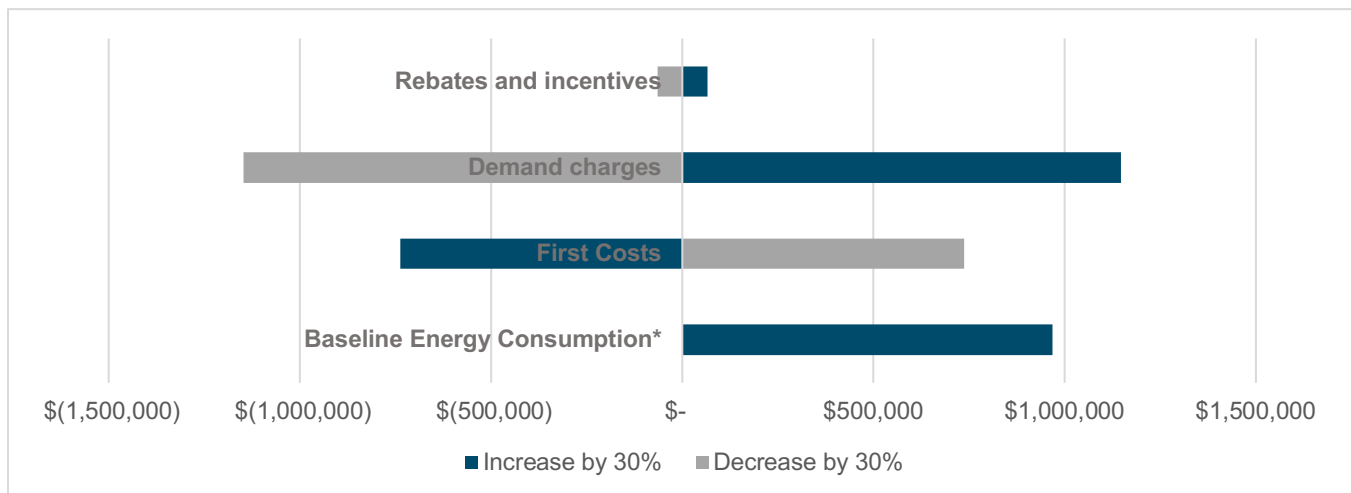 Rebates and incentives
Demand charges
First Costs
Baseline Energy Consumption*
$(1,500,000) $(1,000,000) $(500,000) $- $500,000 $1,000,000 $1,500,000
Increase by 30% Decrease by 30%